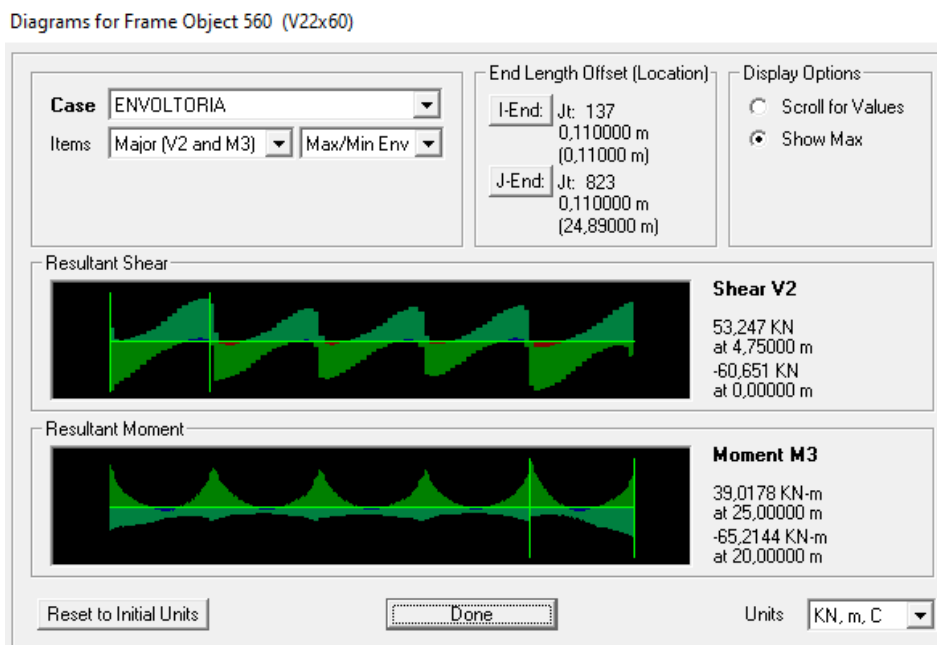 Diagrams for Frame Object 560 (V22x60)
Case ENVOLTORIA
Items Major (V2 and M3) Max/Min Env
End Length Offset (Location)
I-End: Jt: 137
0,110000 m
(0,11000 m)
J-End: Jt: 823
0,110000 m
(24,89000 m)
Display Options
Scroll for Values
Show Max
Resultant Shear
Shear V2
53,247 KN
at 4,75000 m
-60,651 KN
at 0,00000 m
Resultant Moment
Moment M3
39,0178 KN-m
at 25,00000 m
-65,2144 KN-m
at 20,00000 m
Reset to Initial Units
Done
Units KN, m, C